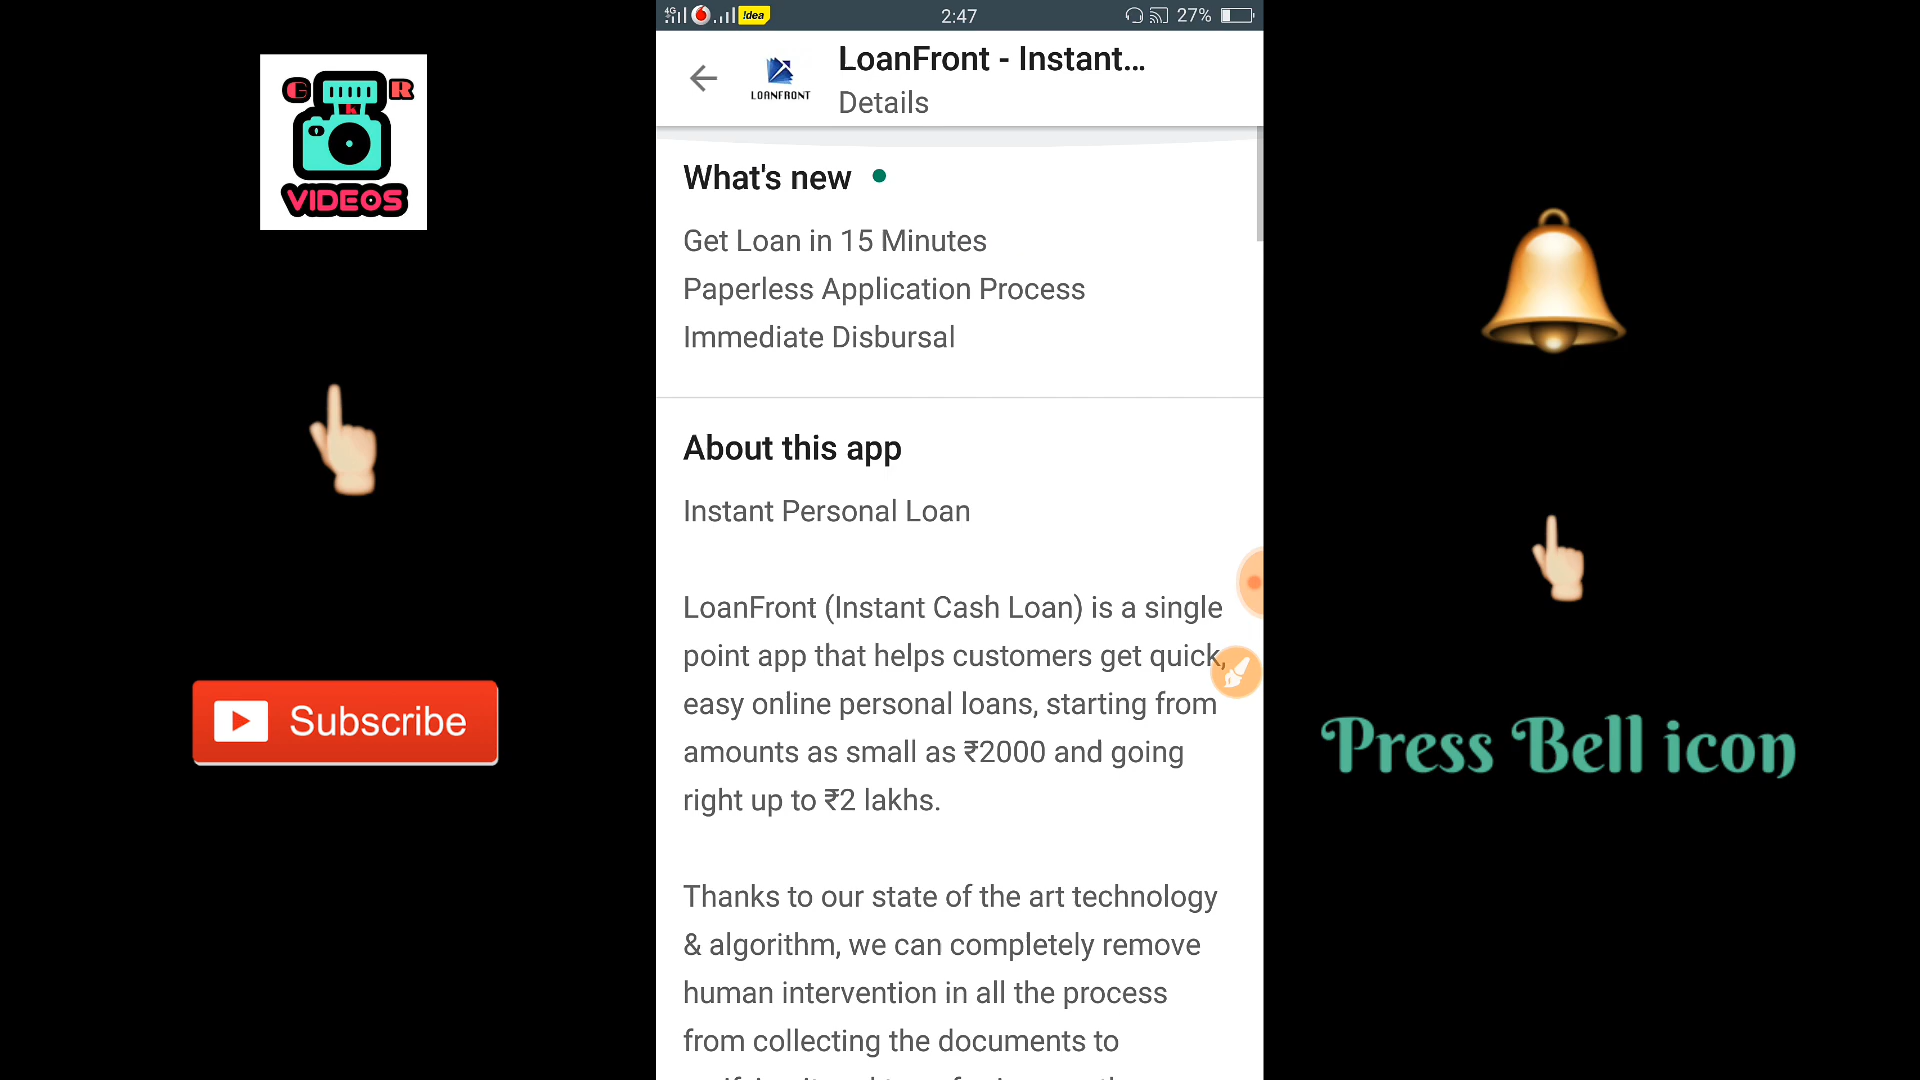 G R
k
VIDEOS
Subscribe
4G
!dea
2:47
27%
LOANFRONT
LoanFront - Instant...
Details
What's new
Get Loan in 15 Minutes
Paperless Application Process
Immediate Disbursal
About this app
Instant Personal Loan
LoanFront (Instant Cash Loan) is a single
point app that helps customers get quick,
easy online personal loans, starting from
amounts as small as ₹2000 and going
right up to ₹2 lakhs.
Thanks to our state of the art technology
& algorithm, we can completely remove
human intervention in all the process
from collecting the documents to
Press Bell icon